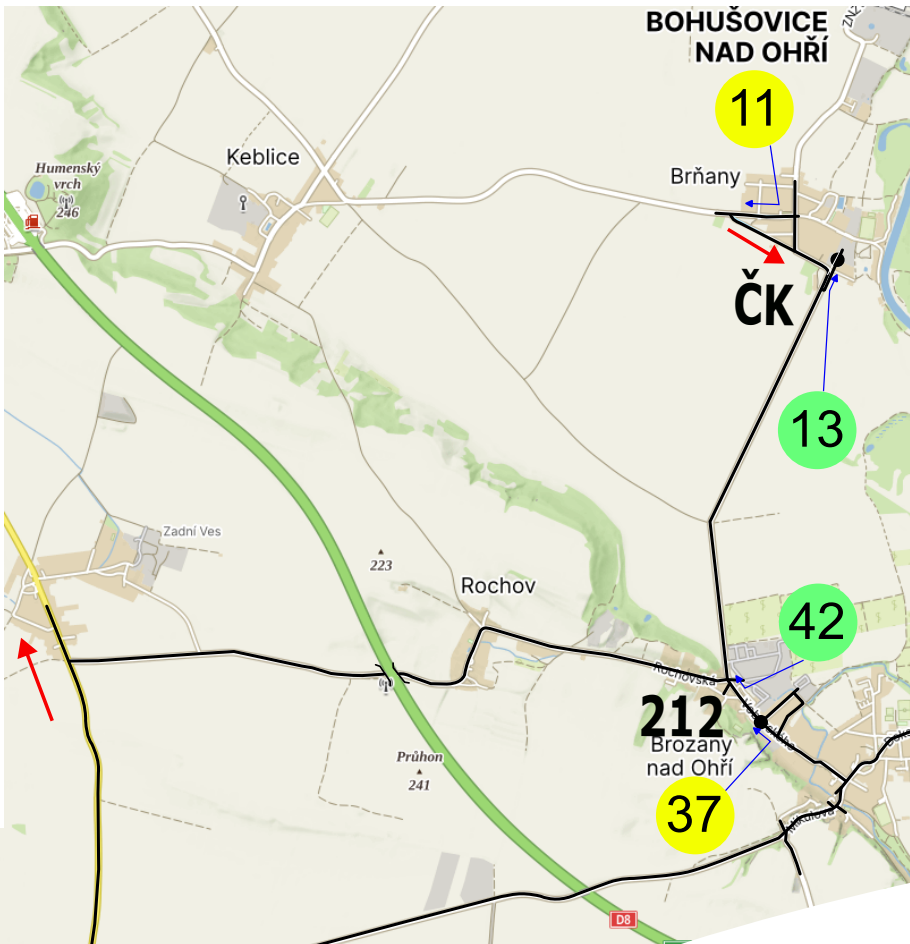 BOHUŠOVICE
NAD OHŘÍ
11
Keblice
Humenský
vrch
246
Brňany
ČK
13
Zadní Ves
223
Rochov
42
Rochovská
212
Brozany
nad Ohří
Průhon
241
37
Mikulova
D8